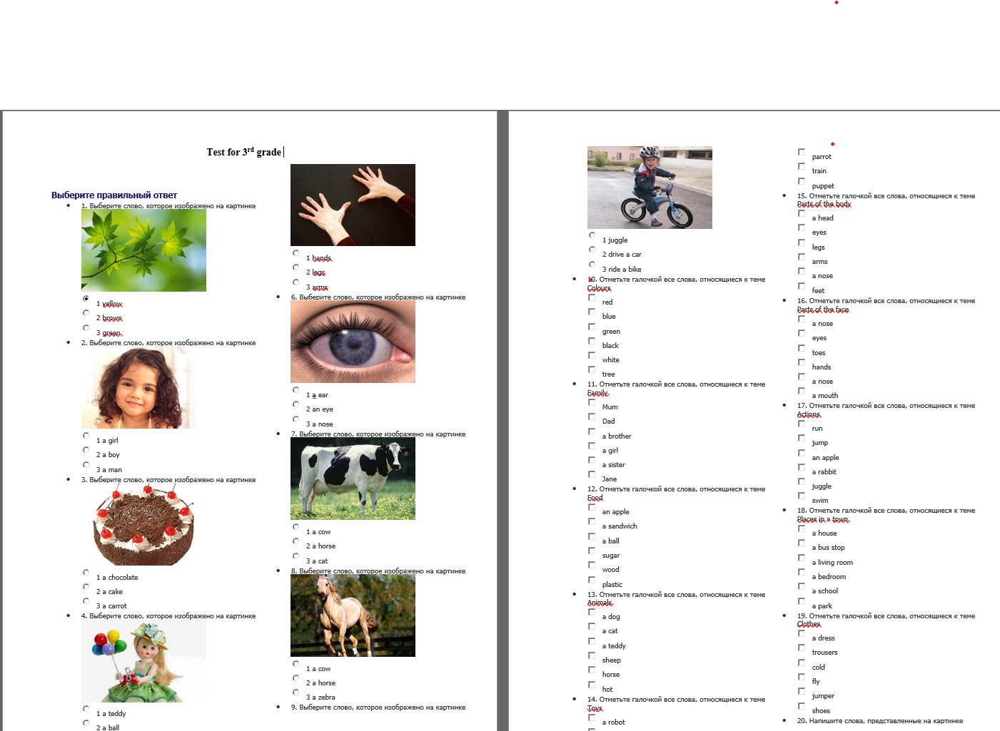 Test for 3rd grade
Выберите правильный ответ
1. Выберите слово, которое изображено на картинке
1 yellow
2 brown
3 green
2. Выберите слово, которое изображено на картинке
1 a girl
2 a boy
3 a man
3. Выберите слово, которое изображено на картинке
1 a chocolate
2 a cake
3 a carrot
4. Выберите слово, которое изображено на картинке
1 a teddy
2 a ball
1 hands
2 legs
3 arms
6. Выберите слово, которое изображено на картинке
1 a ear
2 an eye
3 a nose
7. Выберите слово, которое изображено на картинке
1 a cow
2 a horse
3 a cat
8. Выберите слово, которое изображено на картинке
1 a cow
2 a horse
3 a zebra
9. Выберите слово, которое изображено на картинке
1 juggle
2 drive a car
3 ride a bike
10. Отметьте галочкой все слова, относящиеся к теме
Colours
red
blue
green
black
white
tree
11. Отметьте галочкой все слова, относящиеся к теме
Family
Mum
Dad
a brother
a girl
a sister
Jane
12. Отметьте галочкой все слова, относящиеся к теме
Food
an apple
a sandwich
a ball
sugar
wood
plastic
13. Отметьте галочкой все слова, относящиеся к теме
Animals
a dog
a cat
a teddy
sheep
horse
hot
14. Отметьте галочкой все слова, относящиеся к теме
Toys
a robot
parrot
train
puppet
15. Отметьте галочкой все слова, относящиеся к теме
Parts of the body
a head
eyes
legs
arms
a nose
feet
16. Отметьте галочкой все слова, относящиеся к теме
Parts of the face
a nose
eyes
toes
hands
a nose
a mouth
17. Отметьте галочкой все слова, относящиеся к теме
Actions
run
jump
an apple
a rabbit
juggle
swim
18. Отметьте галочкой все слова, относящиеся к теме
Places in a town
a house
a bus stop
a living room
a bedroom
a school
a park
19. Отметьте галочкой все слова, относящиеся к теме
Clothes
a dress
trousers
cold
fly
jumper
shoes
20. Напишите слова, представленные на картинке